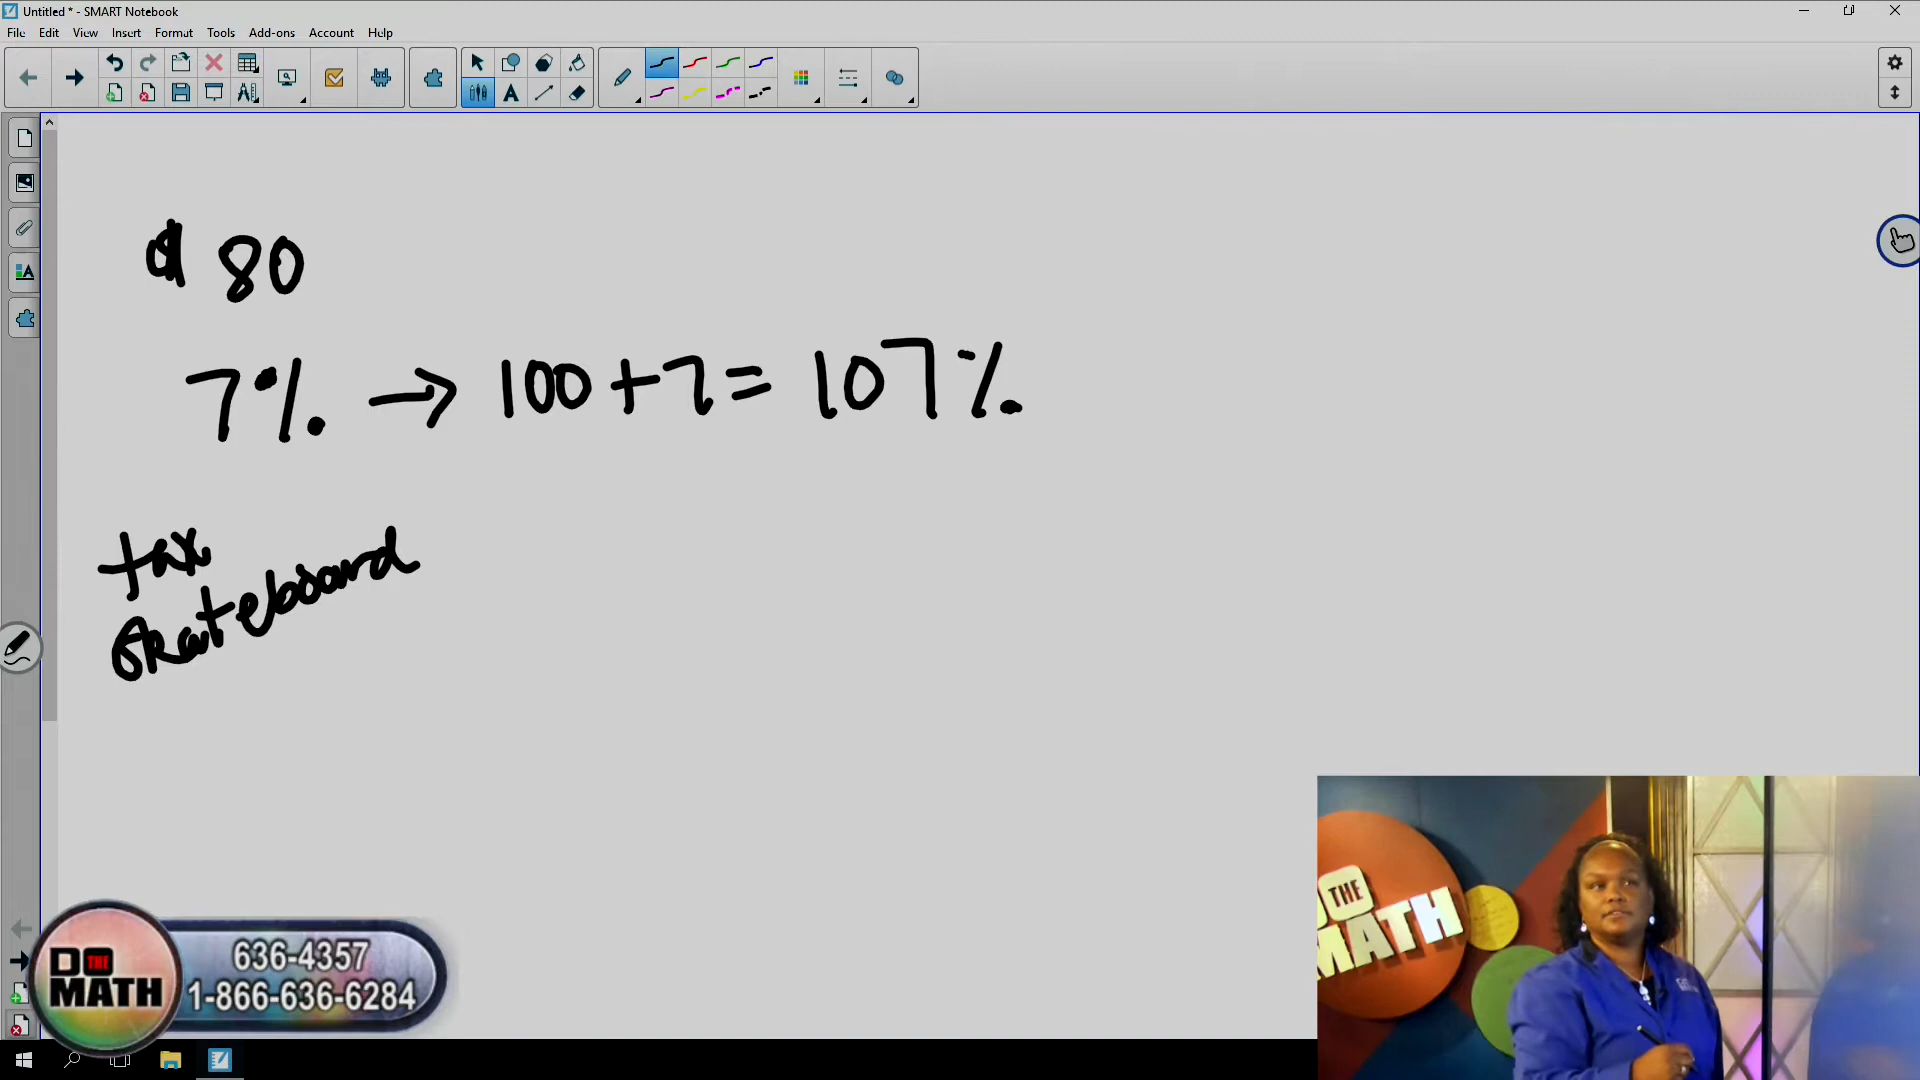 Untitled * - SMART Notebook
File Edit View Insert Format Tools Add-ons Account Help
$ 80
7% → 100 + 7 = 107%
tax
skateboard
DO THE MATH
636-4357
1-866-636-6284
DO THE MATH